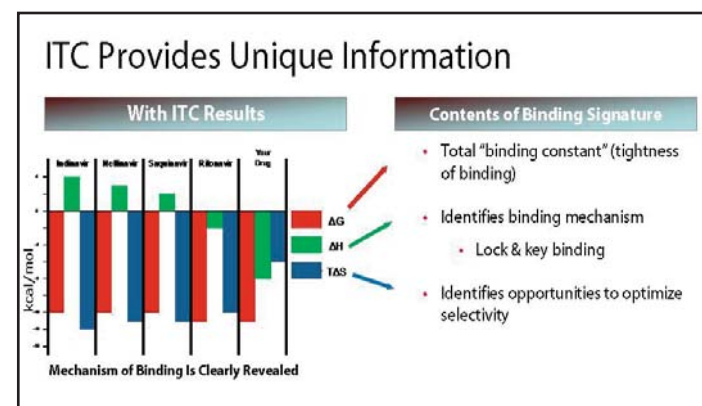 ITC Provides Unique Information
With ITC Results
Indinavir Nelfinavir Saquinavir Ritonavir Your
Drug
kcal/mol
ΔG
ΔH
TΔS
Mechanism of Binding Is Clearly Revealed
Contents of Binding Signature
• Total "binding constant" (tightness
of binding)
• Identifies binding mechanism
• Lock & key binding
• Identifies opportunities to optimize
selectivity